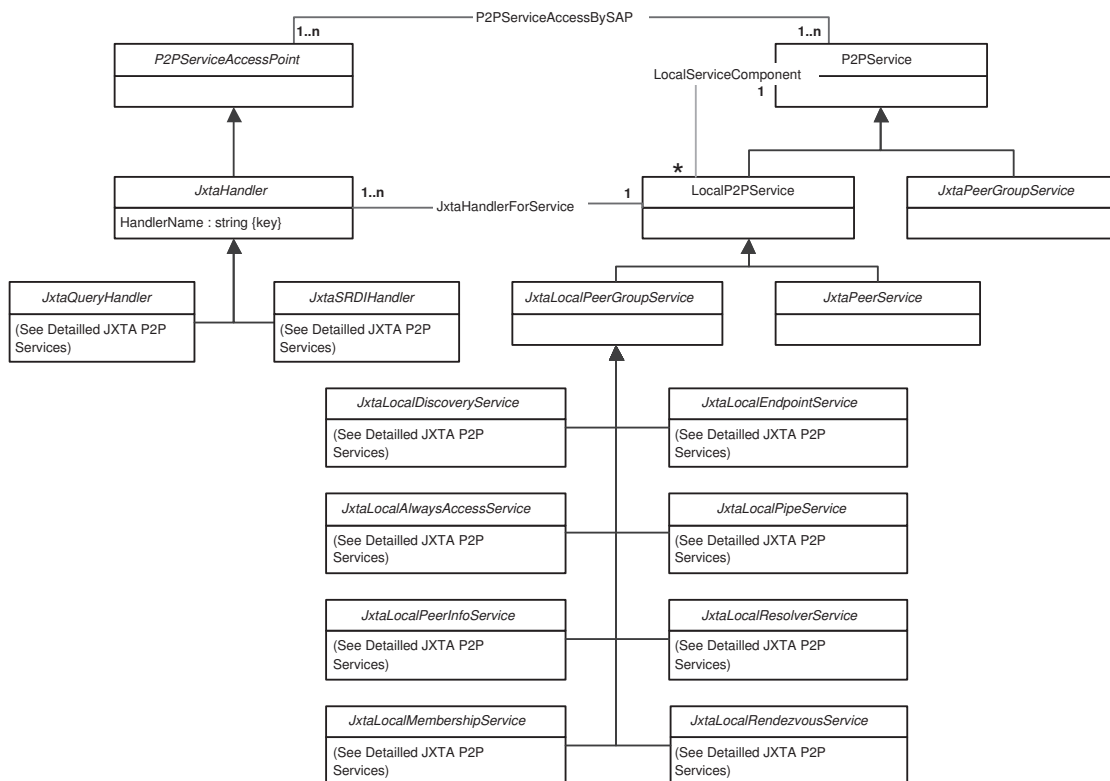 P2PServiceAccessBySAP
1..n
1..n
P2PServiceAccessPoint
P2PService
LocalServiceComponent
1
JxtaHandler
HandlerName : string {key}
1..n
JxtaHandlerForService
1
*
LocalP2PService
JxtaPeerGroupService
JxtaQueryHandler
(See Detailled JXTA P2P
Services)
JxtaSRDIHandler
(See Detailled JXTA P2P
Services)
JxtaLocalPeerGroupService
JxtaPeerService
JxtaLocalDiscoveryService
(See Detailled JXTA P2P
Services)
JxtaLocalEndpointService
(See Detailled JXTA P2P
Services)
JxtaLocalAlwaysAccessService
(See Detailled JXTA P2P
Services)
JxtaLocalPipeService
(See Detailled JXTA P2P
Services)
JxtaLocalPeerInfoService
(See Detailled JXTA P2P
Services)
JxtaLocalResolverService
(See Detailled JXTA P2P
Services)
JxtaLocalMembershipService
(See Detailled JXTA P2P
Services)
JxtaLocalRendezvousService
(See Detailled JXTA P2P
Services)